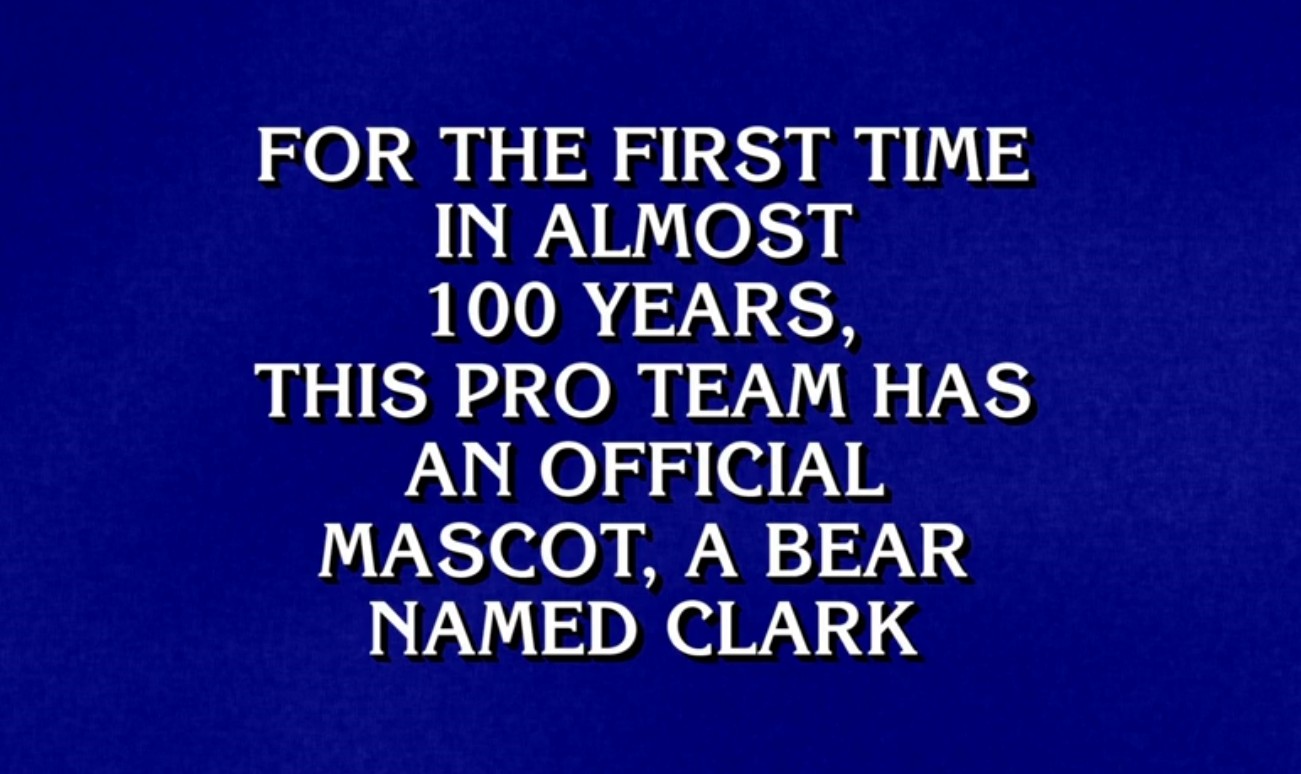 FOR THE FIRST TIME
IN ALMOST
100 YEARS,
THIS PRO TEAM HAS
AN OFFICIAL
MASCOT, A BEAR
NAMED CLARK